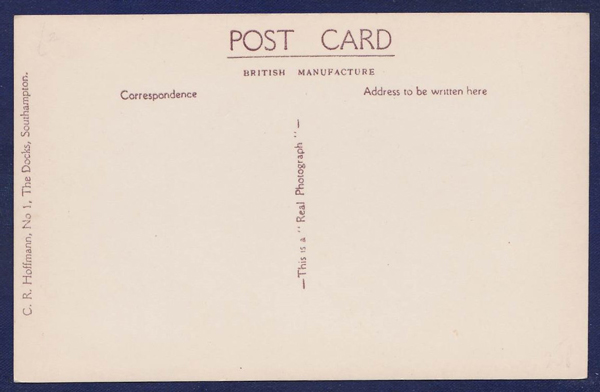 POST CARD
BRITISH MANUFACTURE
Correspondence
Address to be written here
—This is a "Real Photograph"—
C. R. Hoffmann, No 1, The Docks, Southampton.